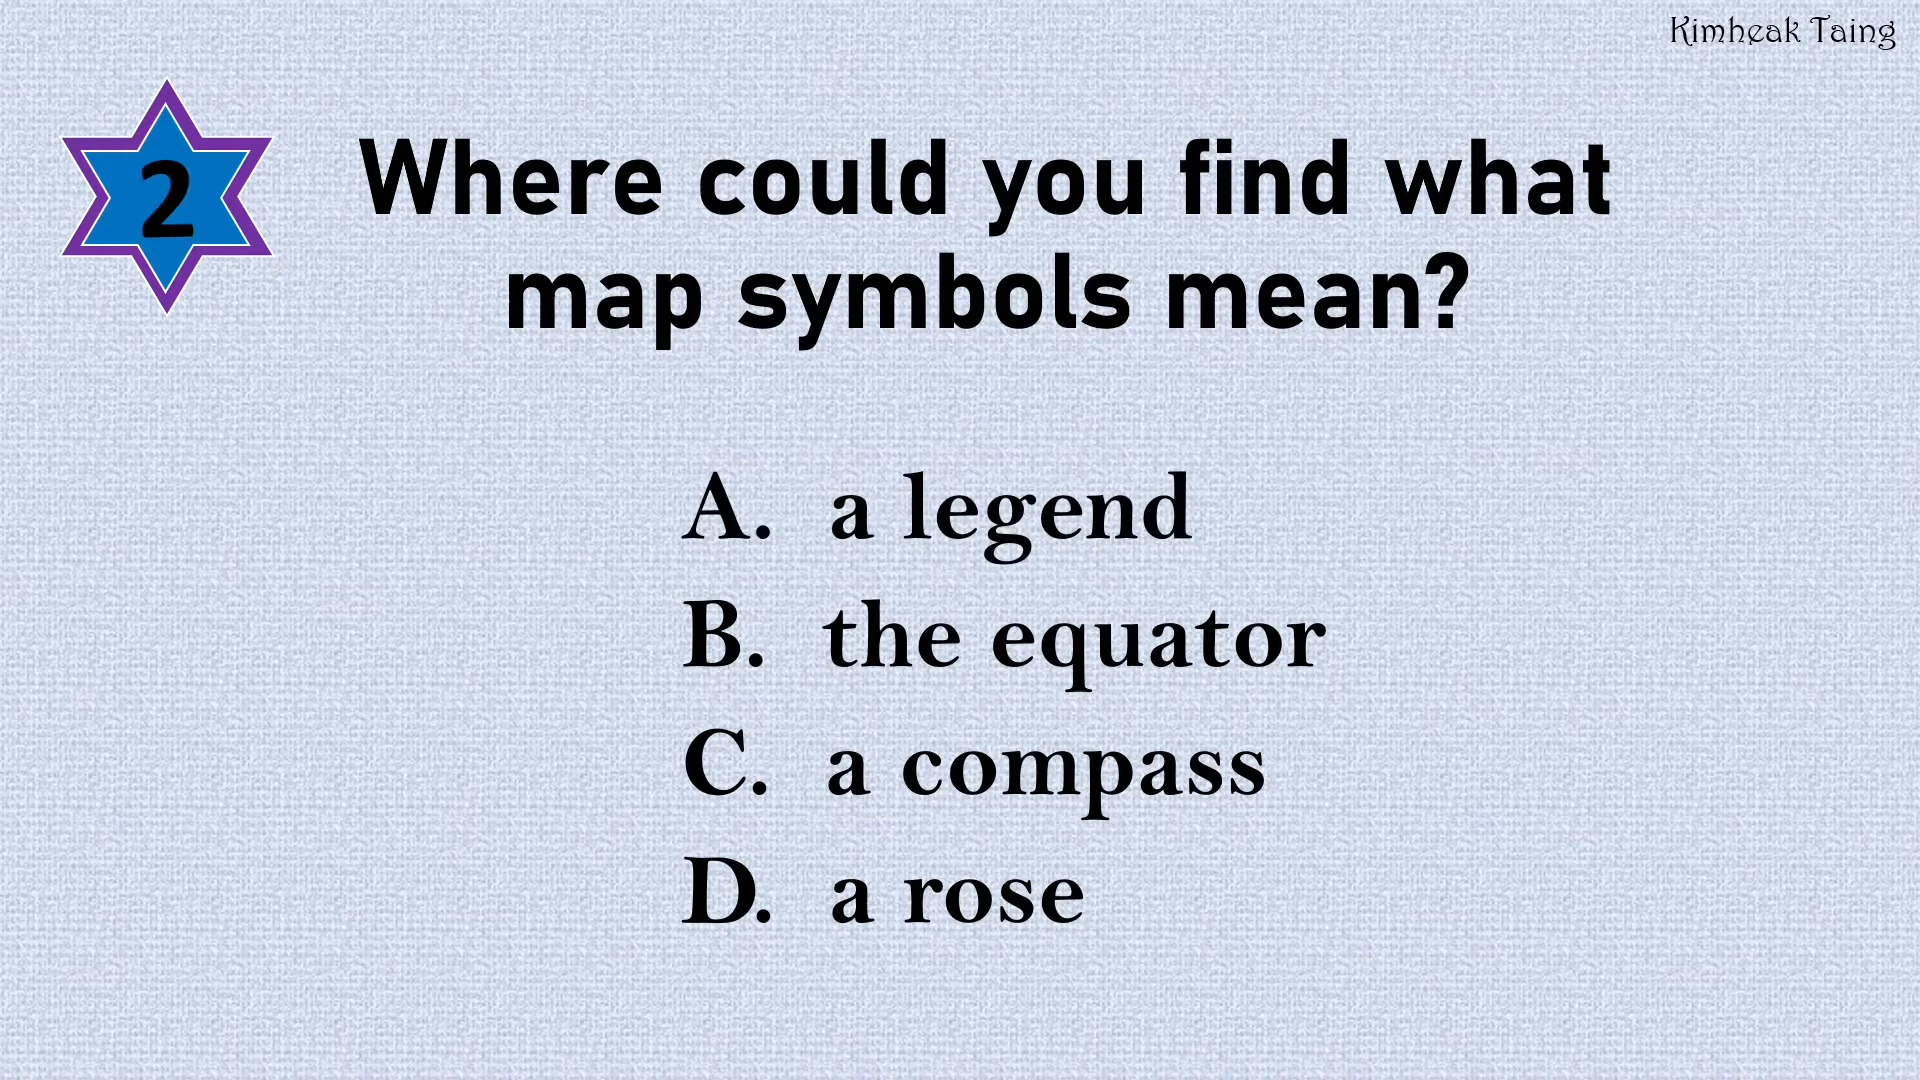 Kimheak Taing
2
Where could you find what
map symbols mean?
A. a legend
B. the equator
C. a compass
D. a rose